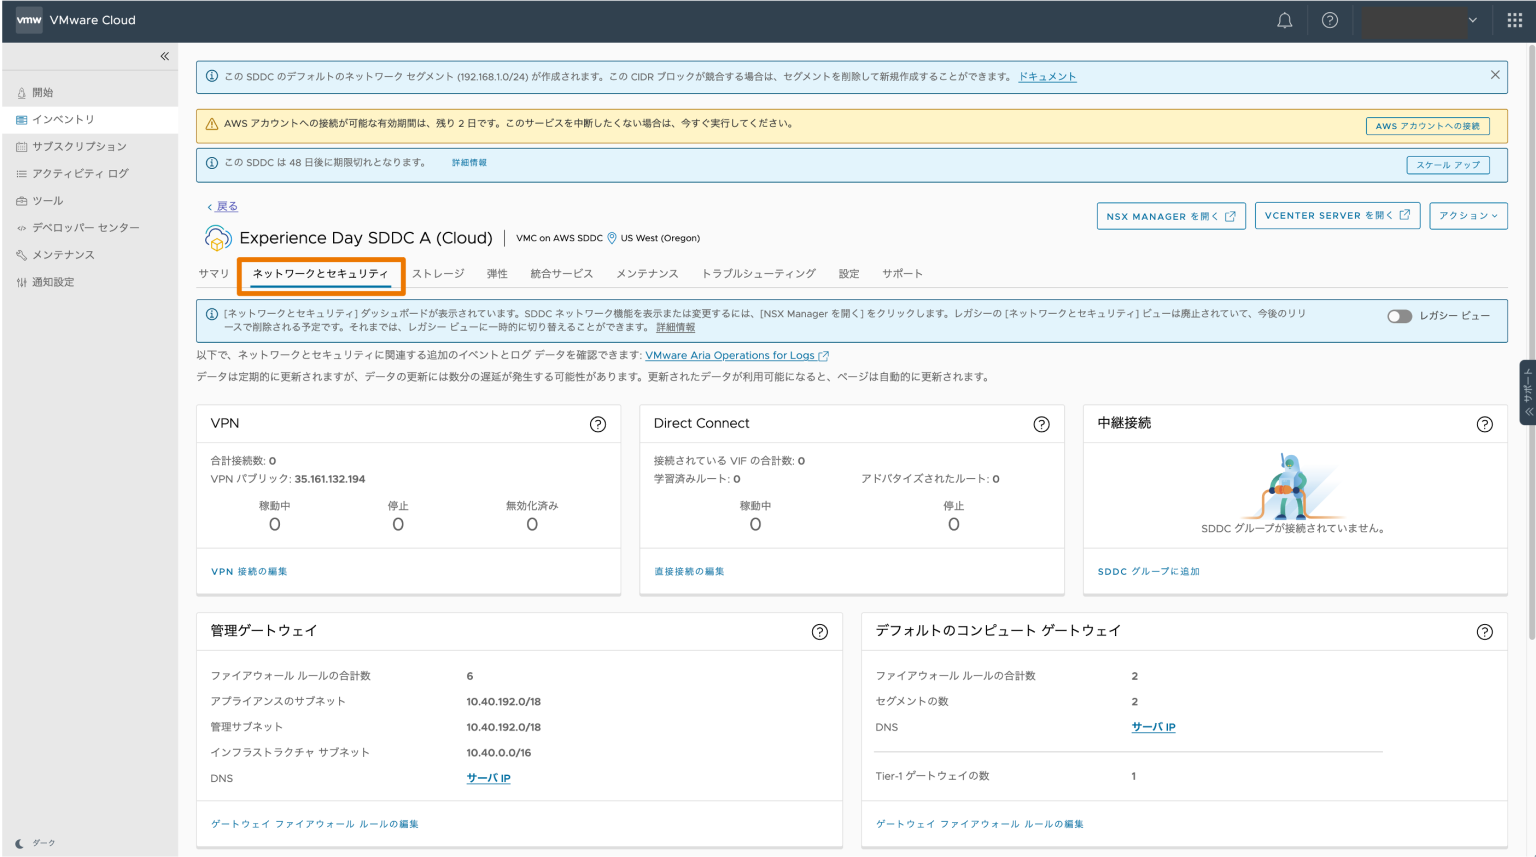 vmw VMware Cloud
開始
インベントリ
サブスクリプション
アクティビティ ログ
ツール
デベロッパー センター
メンテナンス
通知設定
ダーク
この SDDC のデフォルトのネットワーク セグメント (192.168.1.0/24) が作成されます。この CIDR ブロックが競合する場合は、セグメントを削除して新規作成することができます。 ドキュメント
AWS アカウントへの接続が可能な有効期間は、残り 2 日です。このサービスを中断したくない場合は、今すぐ実行してください。
AWS アカウントへの接続
この SDDC は 48 日後に期限切れとなります。 詳細情報
スケール アップ
戻る
NSX MANAGER を開く
VCENTER SERVER を開く
アクション
Experience Day SDDC A (Cloud)
VMC on AWS SDDC US West (Oregon)
サマリ ネットワークとセキュリティ ストレージ 弾性 統合サービス メンテナンス トラブルシューティング 設定 サポート
[ネットワークとセキュリティ] ダッシュボードが表示されています。SDDC ネットワーク機能を表示または変更するには、[NSX Manager を開く] をクリックします。レガシーの [ネットワークとセキュリティ] ビューは廃止されていて、今後のリリ
ースで削除される予定です。それまでは、レガシー ビューに一時的に切り替えることができます。 詳細情報
レガシー ビュー
以下で、ネットワークとセキュリティに関連する追加のイベントとログ データを確認できます: VMware Aria Operations for Logs
データは定期的に更新されますが、データの更新には数分の遅延が発生する可能性があります。更新されたデータが利用可能になると、ページは自動的に更新されます。
サポート
VPN
合計接続数: 0
VPN パブリック: 35.161.132.194
稼動中 停止 無効化済み
0 0 0
VPN 接続の編集
Direct Connect
接続されている VIF の合計数: 0
学習済みルート: 0 アドバタイズされたルート: 0
稼動中 停止
0 0
直接接続の編集
中継接続
SDDC グループが接続されていません。
SDDC グループに追加
管理ゲートウェイ
ファイアウォール ルールの合計数 6
アプライアンスのサブネット 10.40.192.0/18
管理サブネット 10.40.192.0/18
インフラストラクチャ サブネット 10.40.0.0/16
DNS サーバ IP
ゲートウェイ ファイアウォール ルールの編集
デフォルトのコンピュート ゲートウェイ
ファイアウォール ルールの合計数 2
セグメントの数 2
DNS サーバ IP
Tier-1 ゲートウェイの数 1
ゲートウェイ ファイアウォール ルールの編集